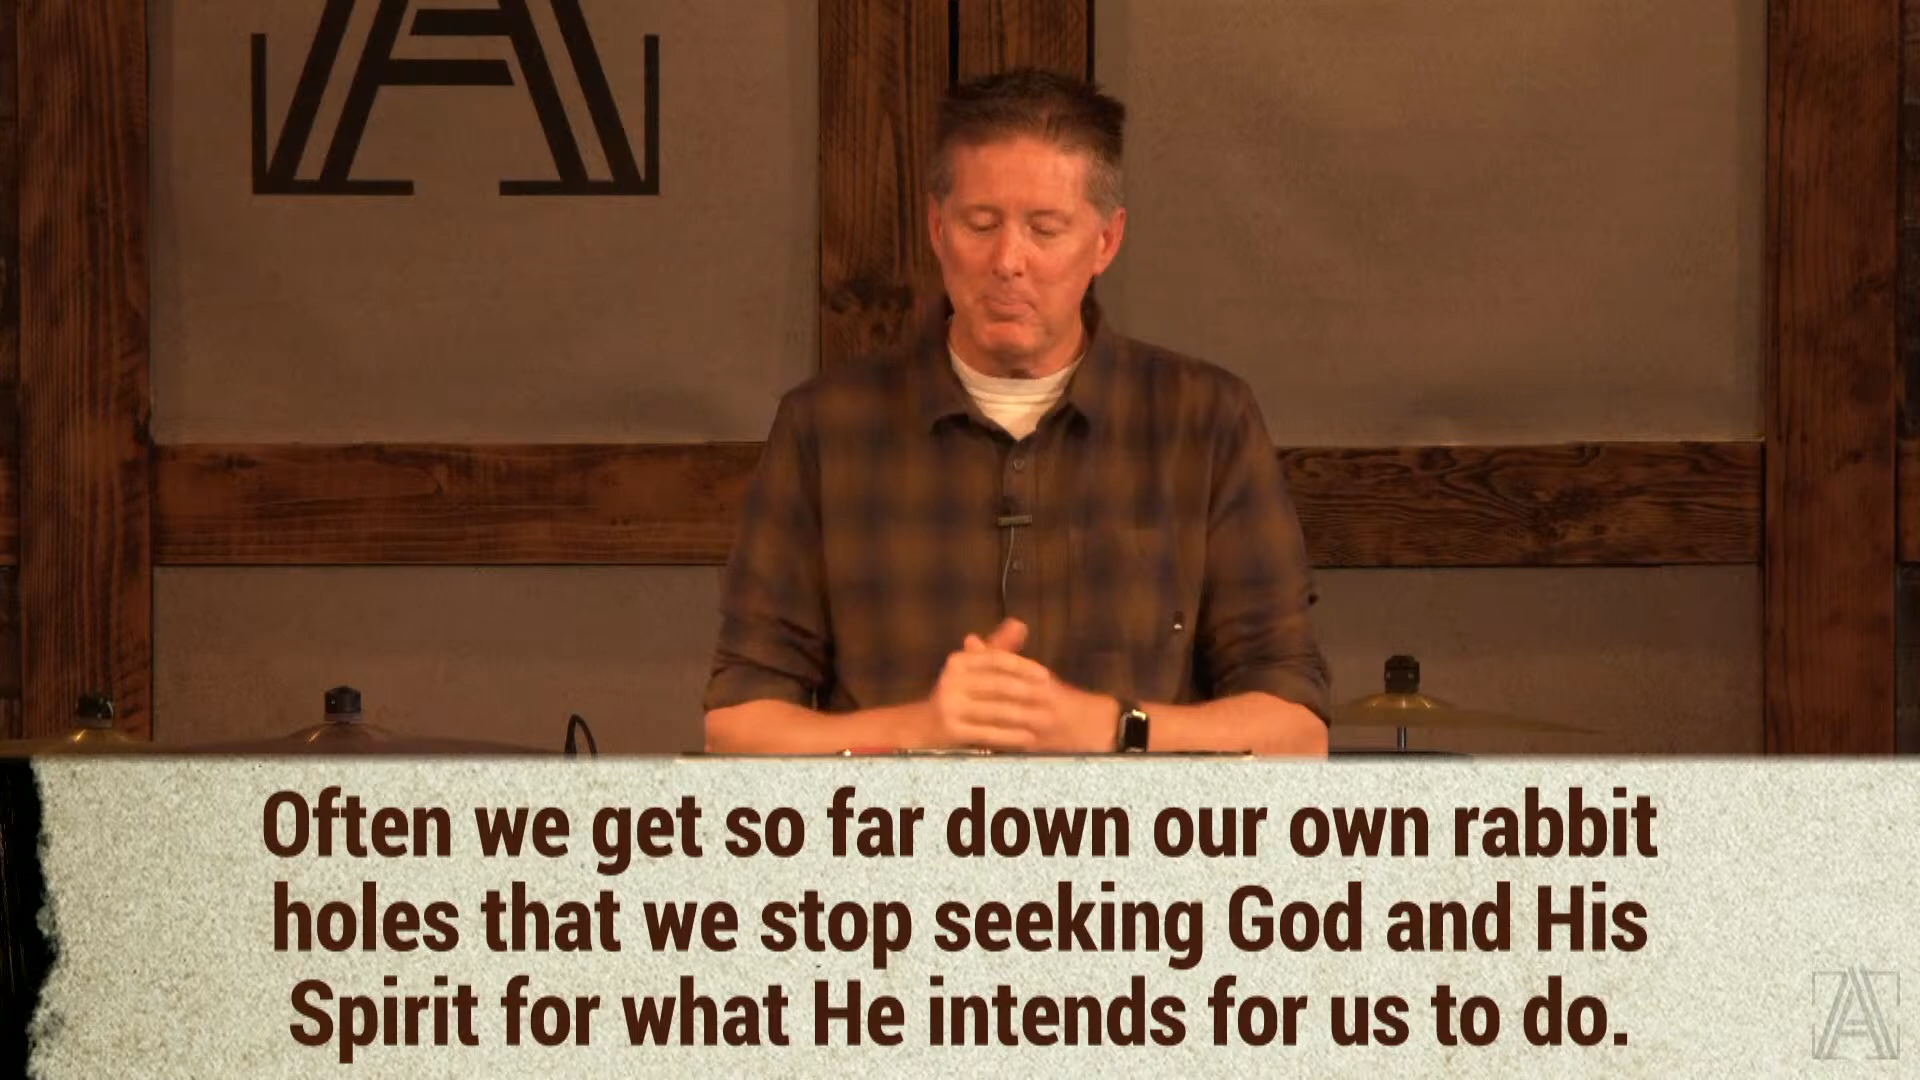 Often we get so far down our own rabbit
holes that we stop seeking God and His
Spirit for what He intends for us to do.